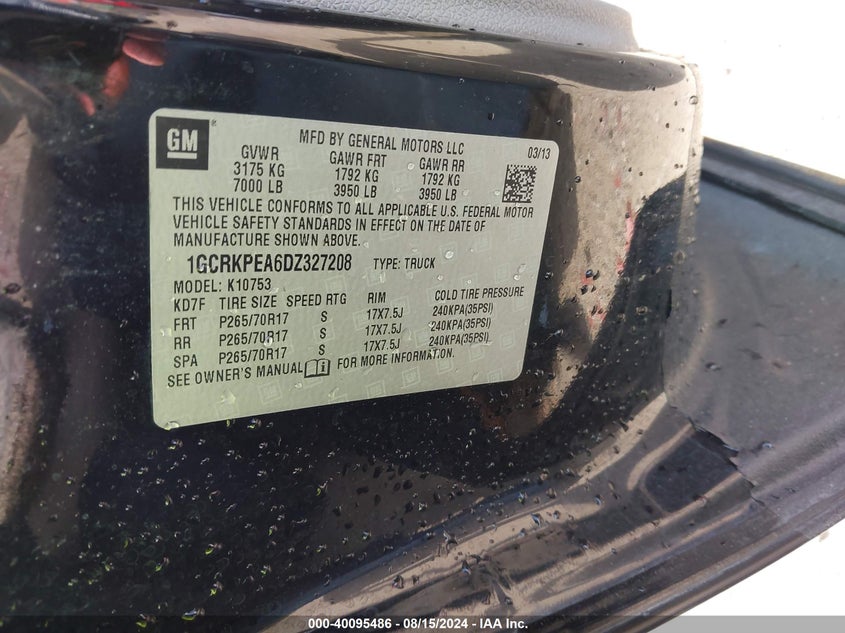 GM®
MFD BY GENERAL MOTORS LLC
03/13
GVWR GAWR FRT GAWR RR
3175 KG 1792 KG 1792 KG
7000 LB 3950 LB 3950 LB
THIS VEHICLE CONFORMS TO ALL APPLICABLE U.S. FEDERAL MOTOR
VEHICLE SAFETY STANDARDS IN EFFECT ON THE DATE OF
MANUFACTURE SHOWN ABOVE.
1GCRKPEA6DZ327208 TYPE: TRUCK
MODEL: K10753
KD7F TIRE SIZE SPEED RTG RIM COLD TIRE PRESSURE
FRT P265/70R17 S 17X7.5J 240KPA(35PSI)
RR P265/70R17 S 17X7.5J 240KPA(35PSI)
SPA P265/70R17 S 17X7.5J 240KPA(35PSI)
SEE OWNER'S MANUAL FOR MORE INFORMATION.
000-40095486 - 08/15/2024 - IAA Inc.